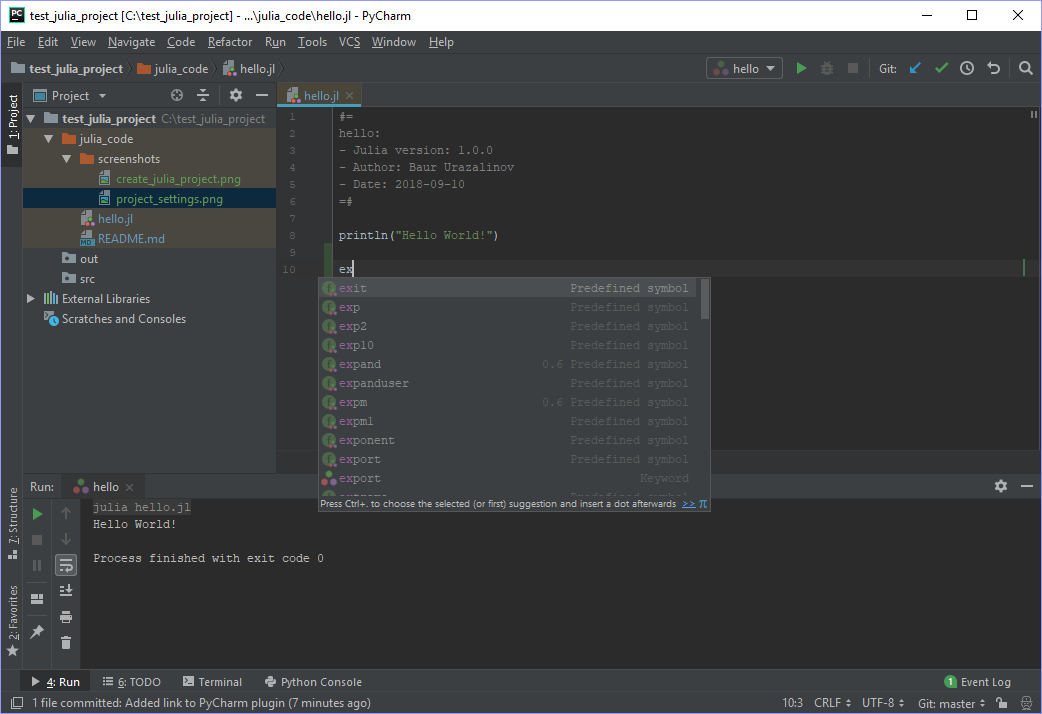 test_julia_project [C:\test_julia_project] - ...\julia_code\hello.jl - PyCharm
File Edit View Navigate Code Refactor Run Tools VCS Window Help
test_julia_project julia_code hello.jl hello Git:
1: Project
Project
hello.jl
test_julia_project C:\test_julia_project
julia_code
screenshots
create_julia_project.png
project_settings.png
hello.jl
README.md
out
src
External Libraries
Scratches and Consoles
1 #=
2 hello:
3 - Julia version: 1.0.0
4 - Author: Baur Urazalinov
5 - Date: 2018-09-10
6 =#
7
8 println("Hello World!")
9
10 ex
exit Predefined symbol
exp Predefined symbol
exp2 Predefined symbol
exp10 Predefined symbol
expand 0.6 Predefined symbol
expanduser Predefined symbol
expm 0.6 Predefined symbol
expm1 Predefined symbol
exponent Predefined symbol
export Predefined symbol
export Keyword
Predefined symbol
Press Ctrl+. to choose the selected (or first) suggestion and insert a dot afterwards >> π
Run: hello
julia hello.jl
Hello World!
Process finished with exit code 0
7: Structure
2: Favorites
4: Run 6: TODO Terminal Python Console 1 Event Log
1 file committed: Added link to PyCharm plugin (7 minutes ago) 10:3 CRLF UTF-8 Git: master